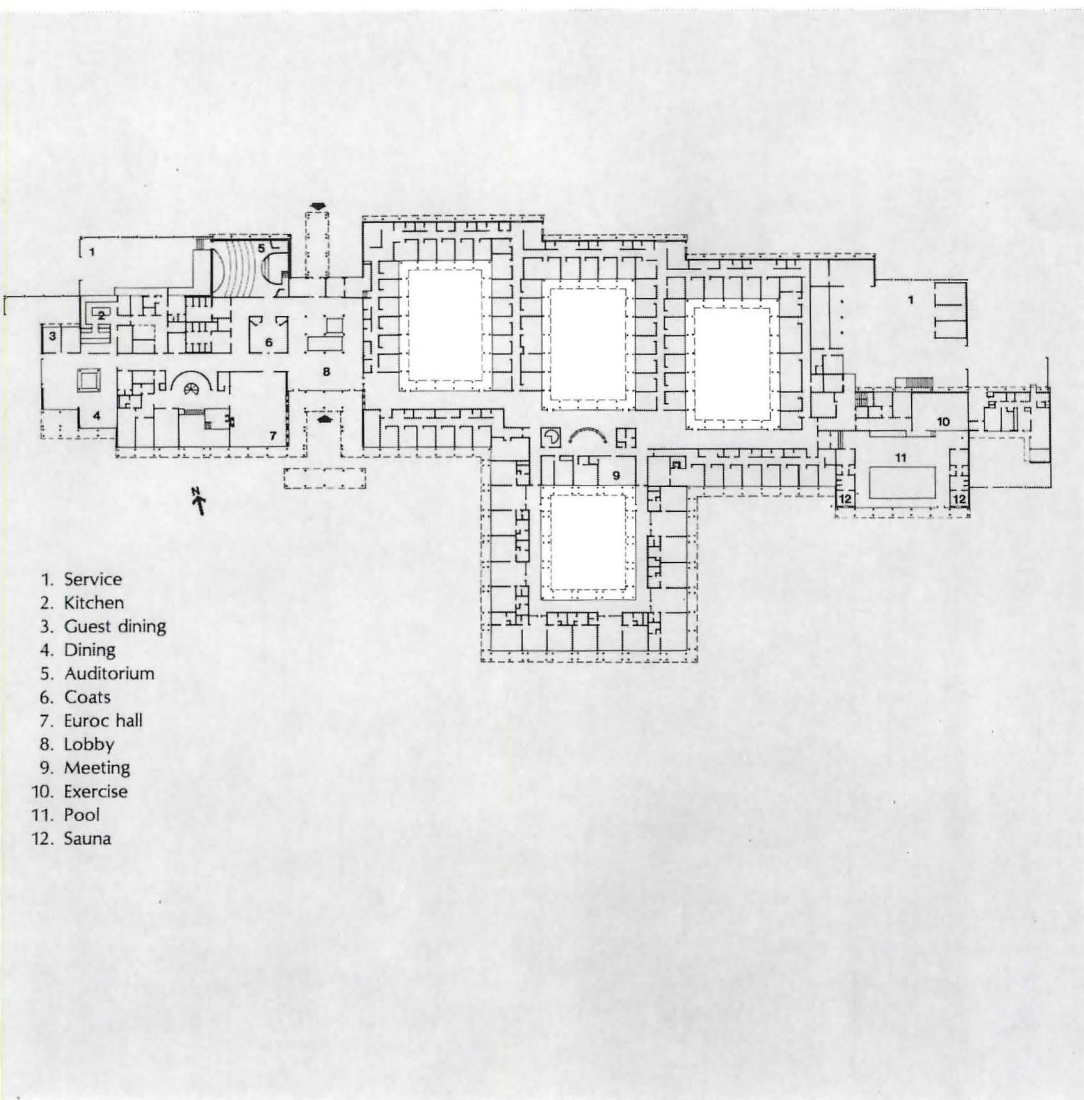 1
5
2
3
6
8
4
7
1
10
11
9
12
12
N
1. Service
2. Kitchen
3. Guest dining
4. Dining
5. Auditorium
6. Coats
7. Euroc hall
8. Lobby
9. Meeting
10. Exercise
11. Pool
12. Sauna